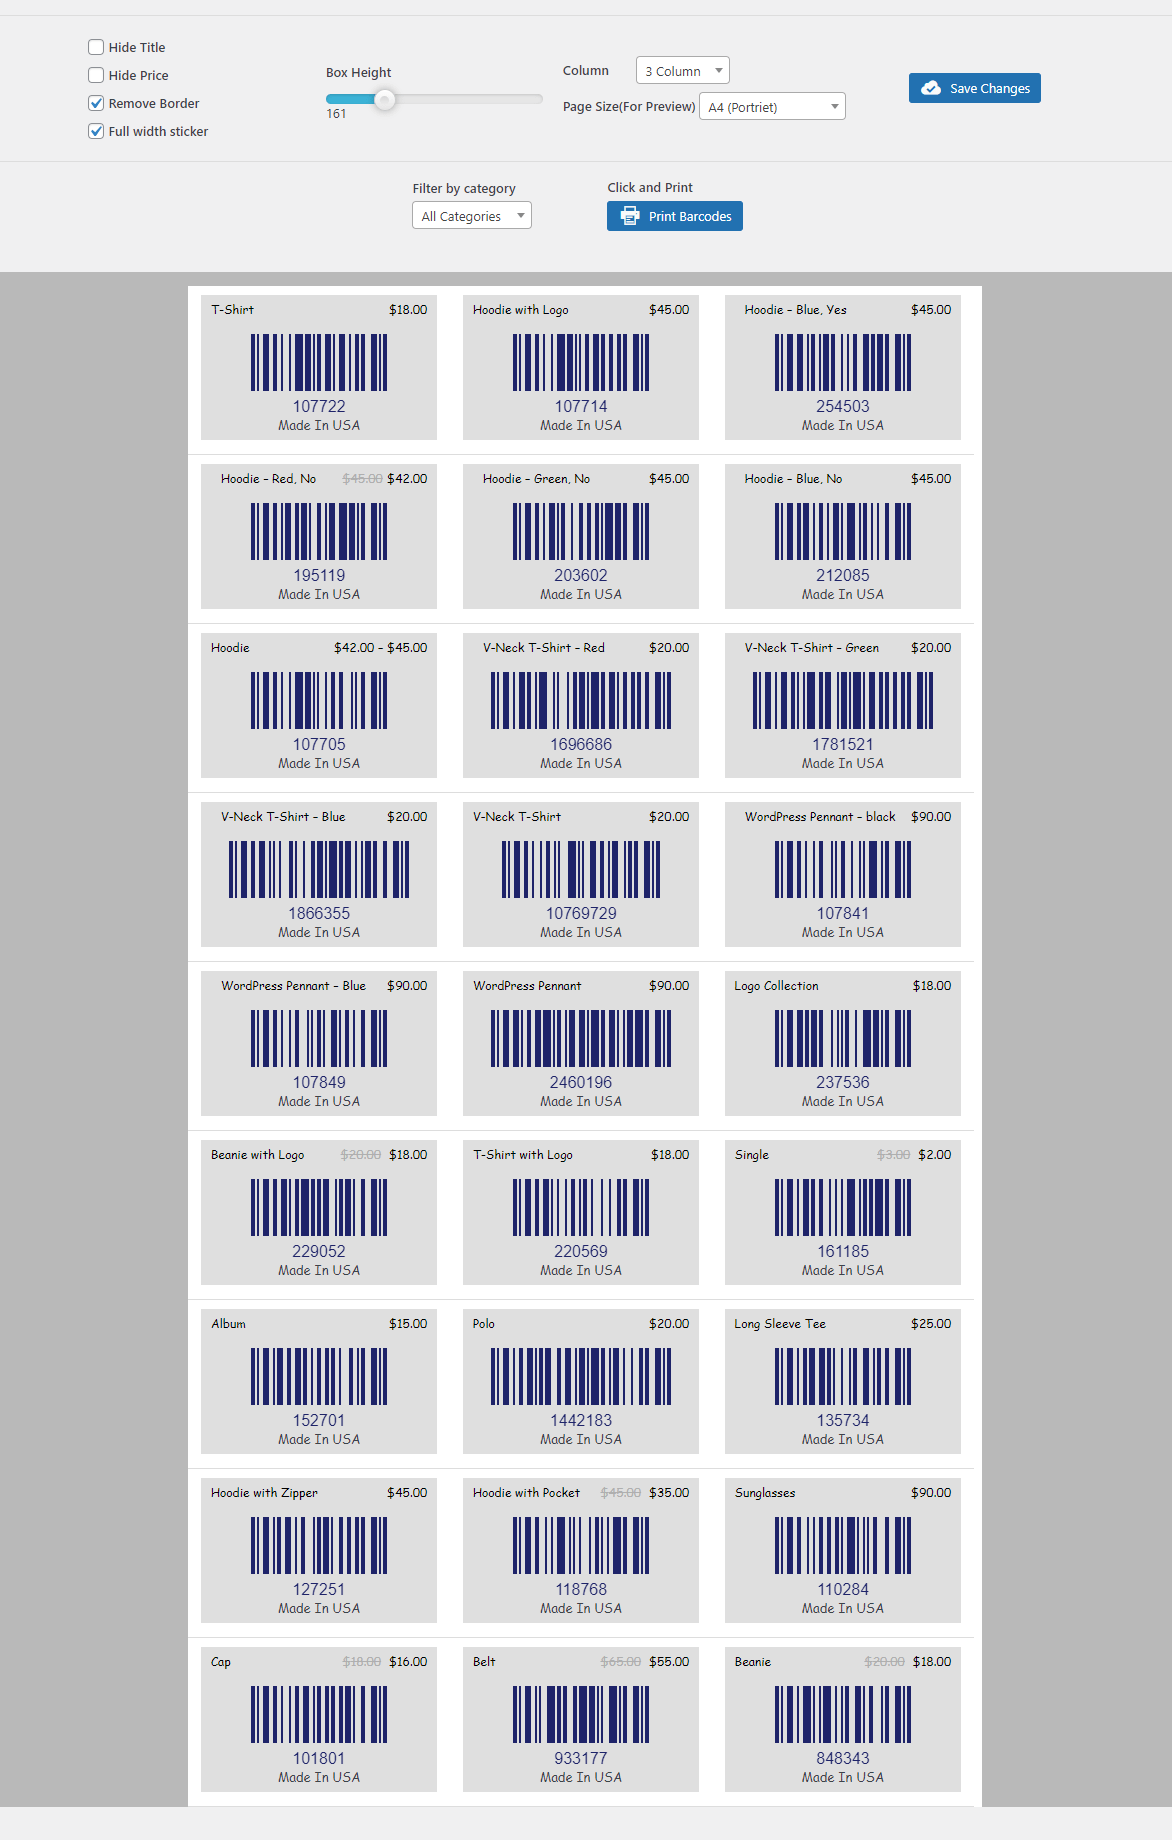 Hide Title
Hide Price
Remove Border
Full width sticker
Box Height
161
Column 3 Column
Page Size(For Preview) A4 (Portriet)
Save Changes
Filter by category
All Categories
Click and Print
Print Barcodes
T-Shirt $18.00
107722
Made In USA
Hoodie with Logo $45.00
107714
Made In USA
Hoodie – Blue, Yes $45.00
254503
Made In USA
Hoodie – Red, No $45.00 $42.00
195119
Made In USA
Hoodie – Green, No $45.00
203602
Made In USA
Hoodie – Blue, No $45.00
212085
Made In USA
Hoodie $42.00 – $45.00
107705
Made In USA
V-Neck T-Shirt – Red $20.00
1696686
Made In USA
V-Neck T-Shirt – Green $20.00
1781521
Made In USA
V-Neck T-Shirt – Blue $20.00
1866355
Made In USA
V-Neck T-Shirt $20.00
10769729
Made In USA
WordPress Pennant – black $90.00
107841
Made In USA
WordPress Pennant – Blue $90.00
107849
Made In USA
WordPress Pennant $90.00
2460196
Made In USA
Logo Collection $18.00
237536
Made In USA
Beanie with Logo $20.00 $18.00
229052
Made In USA
T-Shirt with Logo $18.00
220569
Made In USA
Single $3.00 $2.00
161185
Made In USA
Album $15.00
152701
Made In USA
Polo $20.00
1442183
Made In USA
Long Sleeve Tee $25.00
135734
Made In USA
Hoodie with Zipper $45.00
127251
Made In USA
Hoodie with Pocket $45.00 $35.00
118768
Made In USA
Sunglasses $90.00
110284
Made In USA
Cap $18.00 $16.00
101801
Made In USA
Belt $65.00 $55.00
933177
Made In USA
Beanie $20.00 $18.00
848343
Made In USA